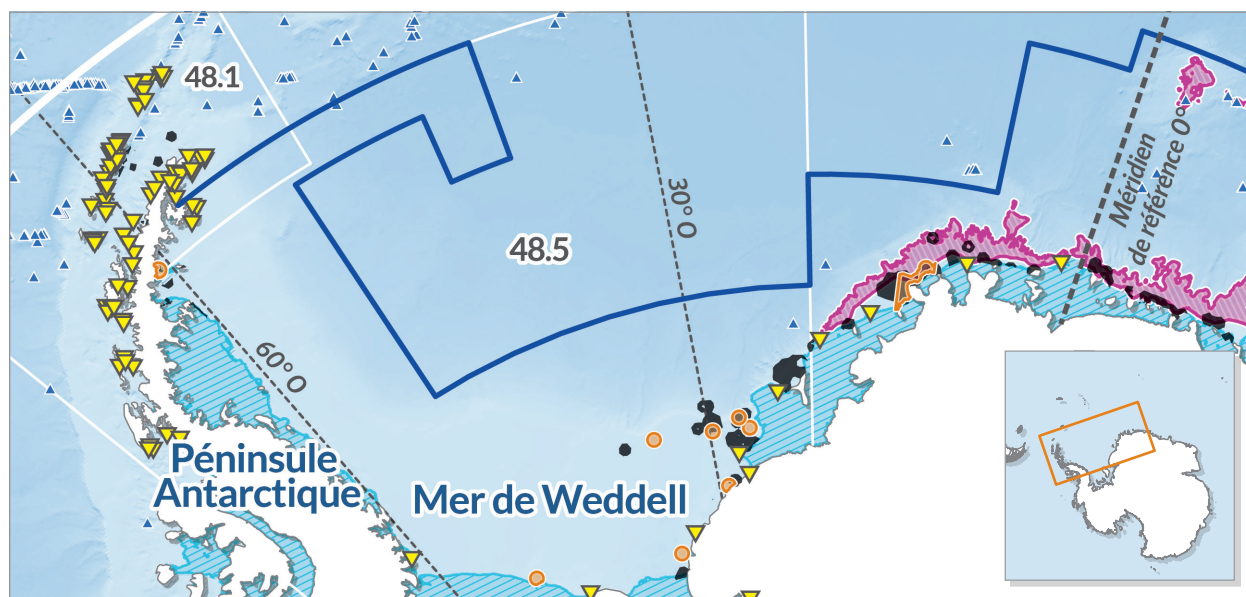 48.1
30° O
Méridien
de référence 0°
48.5
60° O
Péninsule
Antarctique
Mer de Weddell